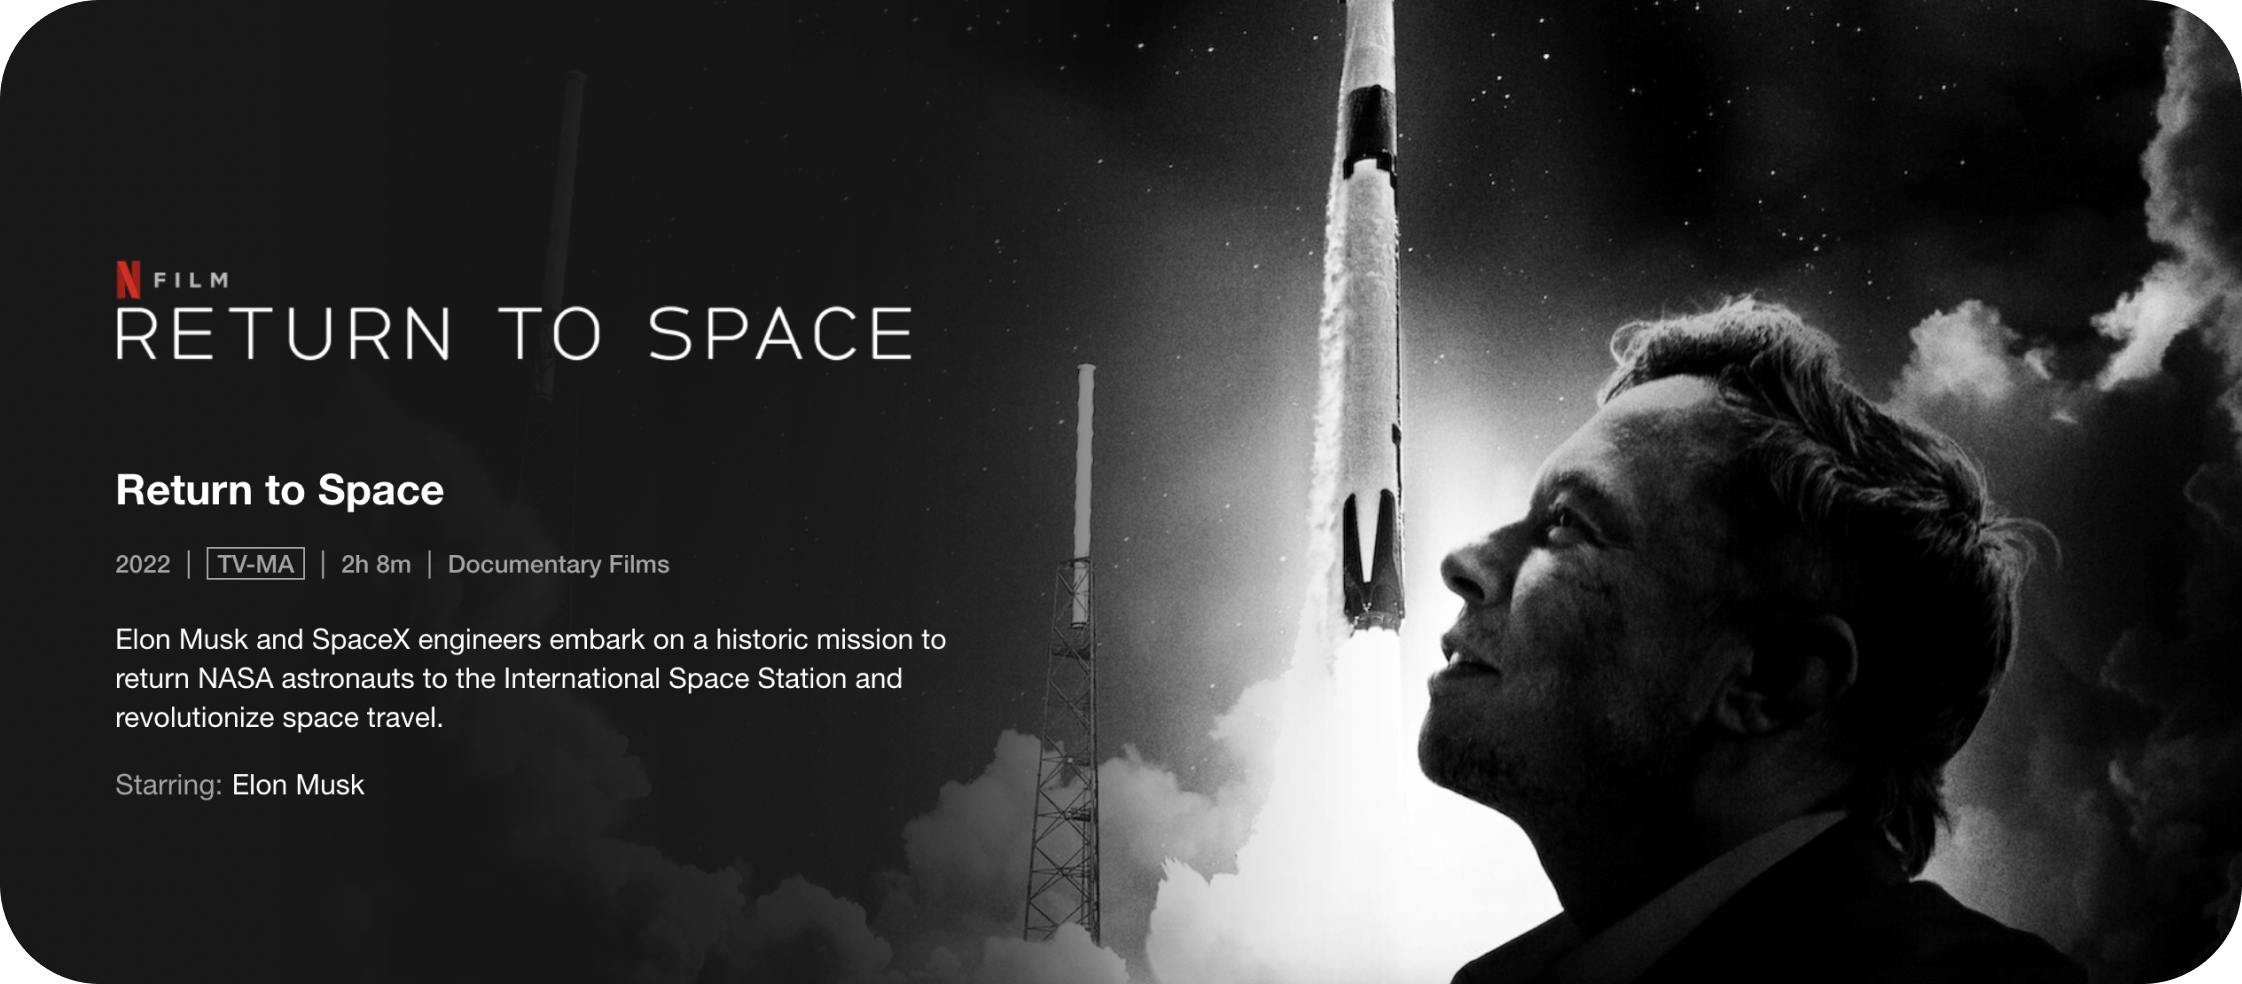 N FILM
RETURN TO SPACE
Return to Space
2022 | TV-MA | 2h 8m | Documentary Films
Elon Musk and SpaceX engineers embark on a historic mission to
return NASA astronauts to the International Space Station and
revolutionize space travel.
Starring: Elon Musk